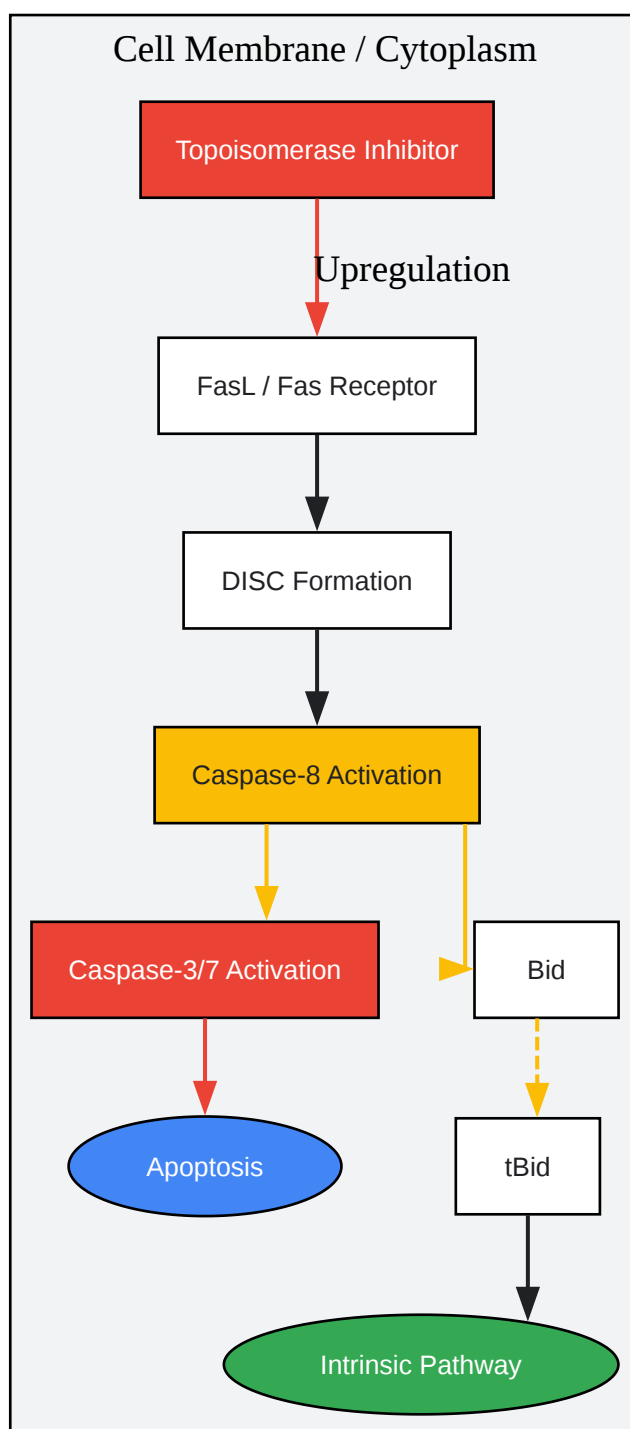 Cell Membrane / Cytoplasm
Topoisomerase Inhibitor
Upregulation
FasL / Fas Receptor
DISC Formation
Caspase-8 Activation
Caspase-3/7 Activation
Bid
Apoptosis
tBid
Intrinsic Pathway